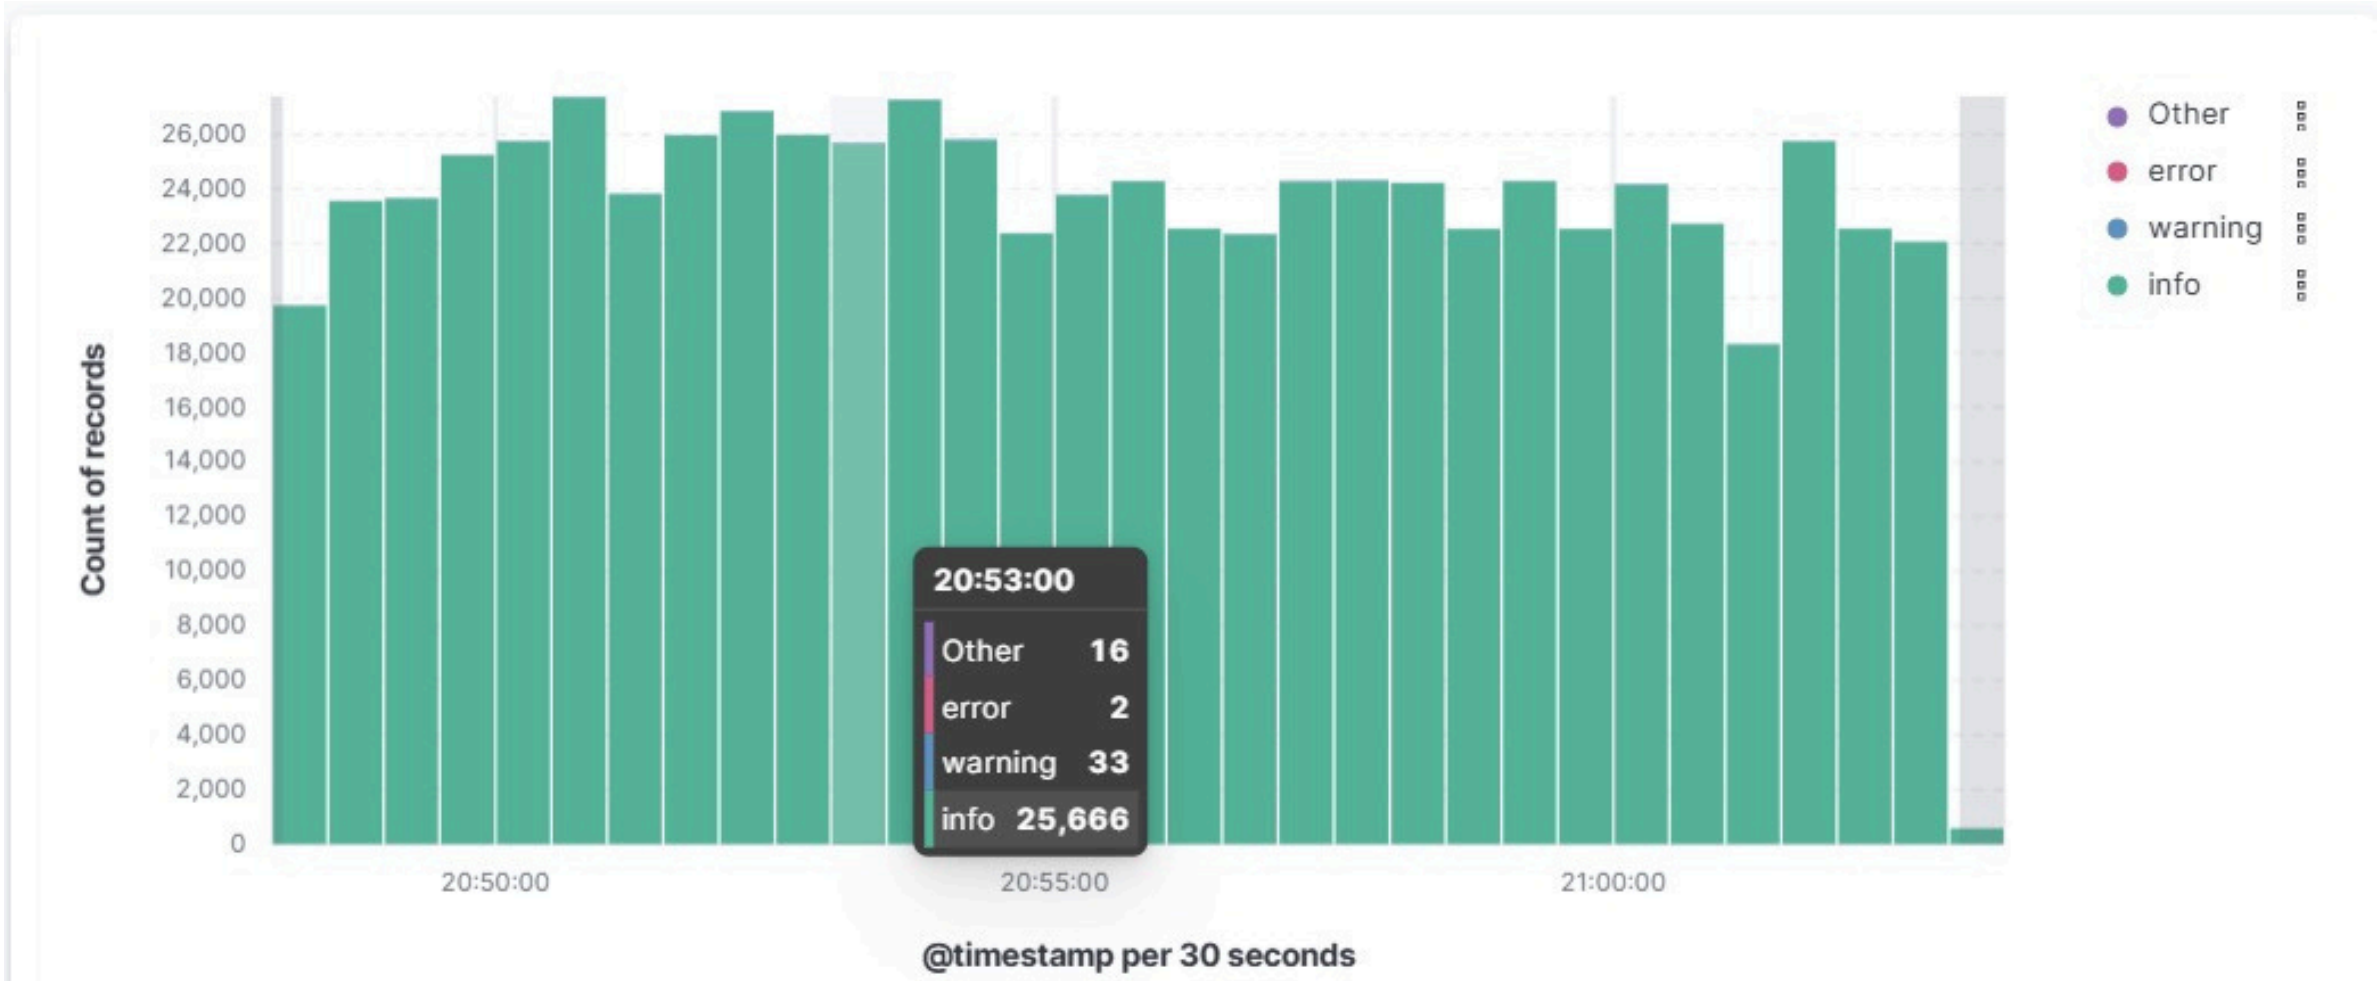 26,000
24,000
22,000
20,000
18,000
16,000
14,000
12,000
10,000
8,000
6,000
4,000
2,000
0
Count of records
20:50:00
20:55:00
21:00:00
@timestamp per 30 seconds
20:53:00
Other 16
error 2
warning 33
info 25,666
Other
error
warning
info